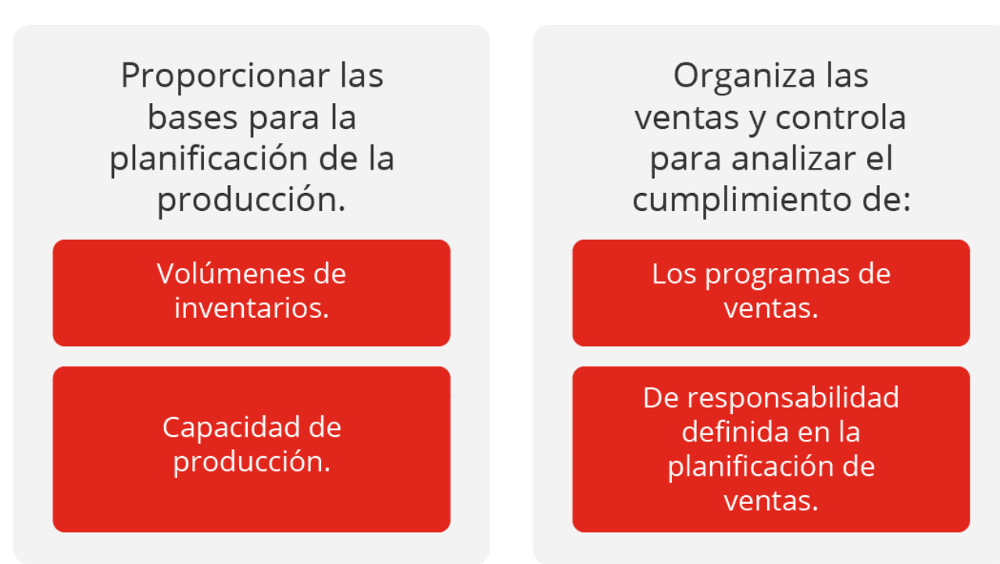 Proporcionar las
bases para la
planificación de la
producción.
Volúmenes de
inventarios.
Capacidad de
producción.
Organiza las
ventas y controla
para analizar el
cumplimiento de:
Los programas de
ventas.
De responsabilidad
definida en la
planificación de
ventas.